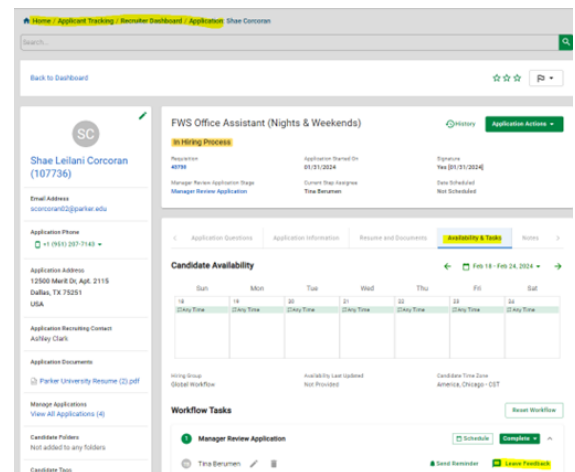 Home / Applicant Tracking / Recruiter Dashboard / Application: Shae Corcoran
Search...
Back to Dashboard
SC
Shae Leilani Corcoran
(107736)
Email Address
scorcoran02@parker.edu
Application Phone
+1 (951) 207-7140
Application Address
12500 Merit Dr, Apt. 2115
Dallas, TX 75251
USA
Application Recruiting Contact
Ashley Clark
Application Documents
Parker University Resume (2).pdf
Manage Applications
View All Applications (4)
Candidate Folders
Not added to any folders
Candidate Tags
FWS Office Assistant (Nights & Weekends)
History
Application Actions
In Hiring Process
Requisition
Application Started On
Signature
01/31/2024
Yes [01/31/2024]
Manager Review Application Stage
Current Step Assignee
Date Scheduled
Manager Review Application
Tina Berumen
Not Scheduled
Application Questions
Application Information
Resume and Documents
Availability & Tasks
Notes
Candidate Availability
Feb 18 - Feb 24, 2024
Sun Mon Tue Wed Thu Fri Sat
18 19 20 21 22 23 24
Any Time Any Time Any Time Any Time Any Time Any Time Any Time
Hiring Group
Availability Last Updated
Candidate Time Zone
Global Workflow
Not Provided
America, Chicago - CST
Workflow Tasks
Reset Workflow
1 Manager Review Application
Schedule
Complete
Tina Berumen
Send Reminder
Leave Feedback